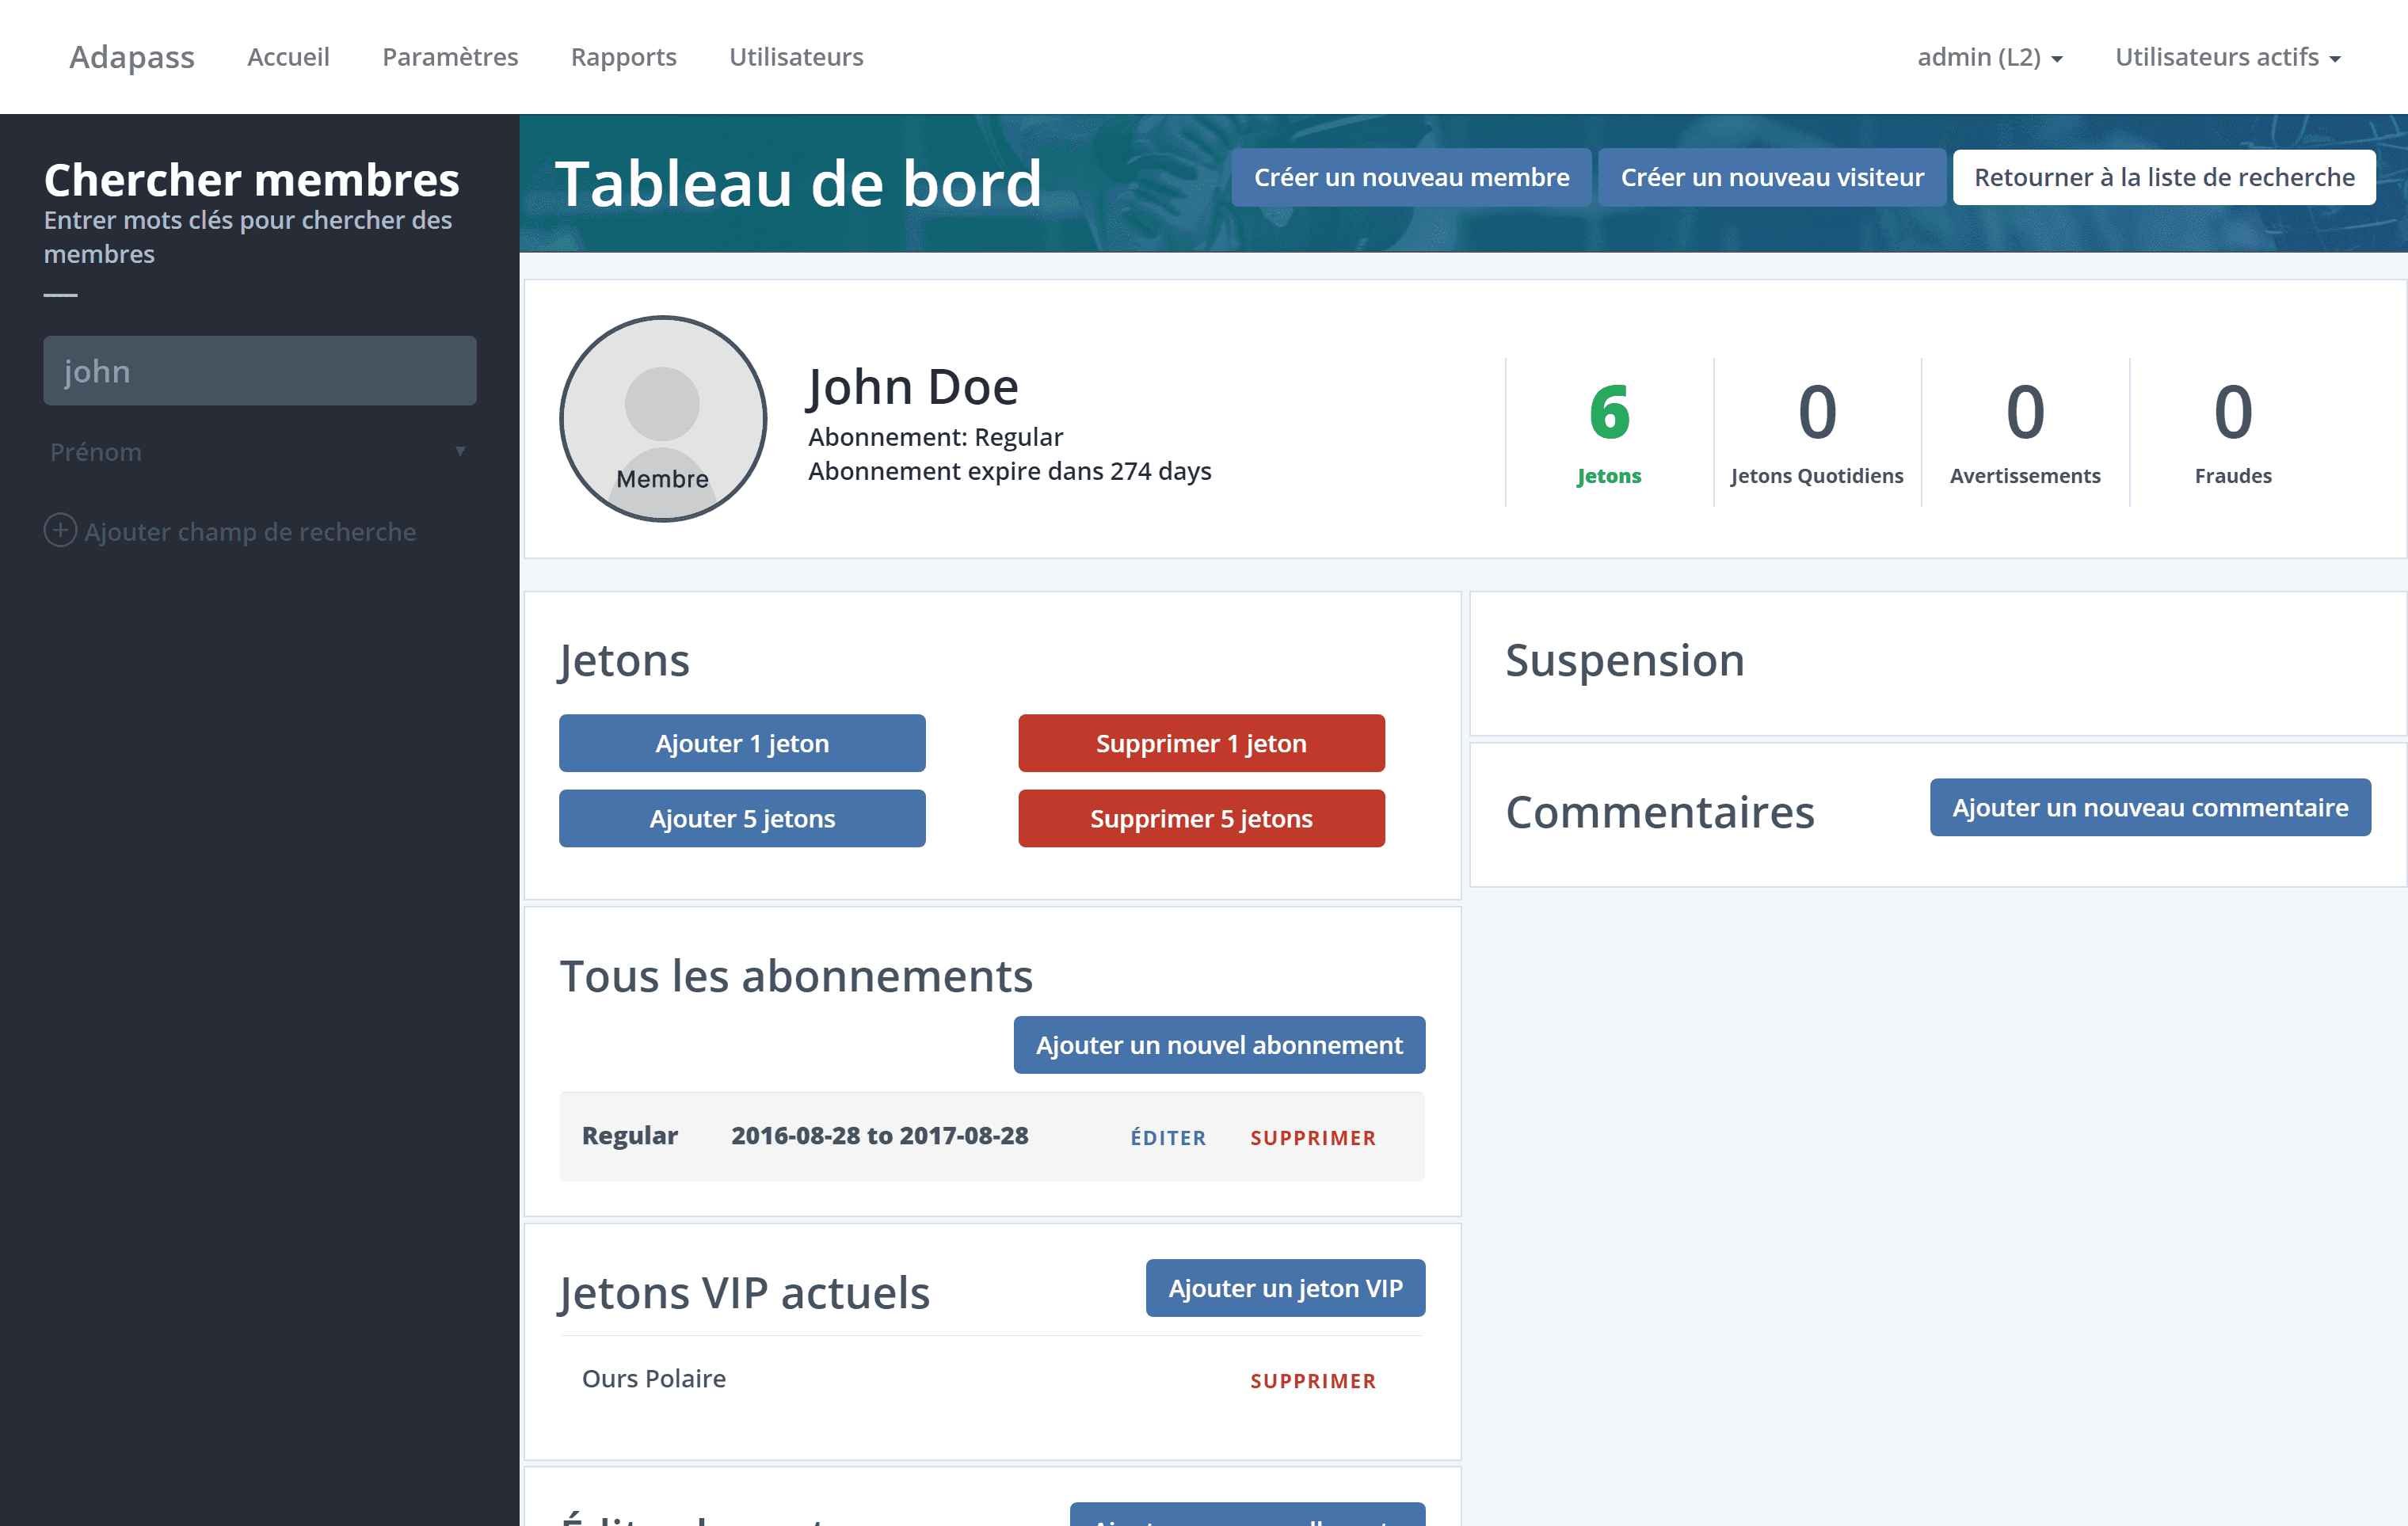 Adapass Accueil Paramètres Rapports Utilisateurs admin (L2) Utilisateurs actifs
Chercher membres
Entrer mots clés pour chercher des
membres
john
Prénom
Ajouter champ de recherche
Tableau de bord
Créer un nouveau membre
Créer un nouveau visiteur
Retourner à la liste de recherche
Membre
John Doe
Abonnement: Regular
Abonnement expire dans 274 days
6 0 0 0
Jetons Jetons Quotidiens Avertissements Fraudes
Jetons
Ajouter 1 jeton
Supprimer 1 jeton
Ajouter 5 jetons
Supprimer 5 jetons
Suspension
Commentaires
Ajouter un nouveau commentaire
Tous les abonnements
Ajouter un nouvel abonnement
Regular 2016-08-28 to 2017-08-28 ÉDITER SUPPRIMER
Jetons VIP actuels
Ajouter un jeton VIP
Ours Polaire SUPPRIMER